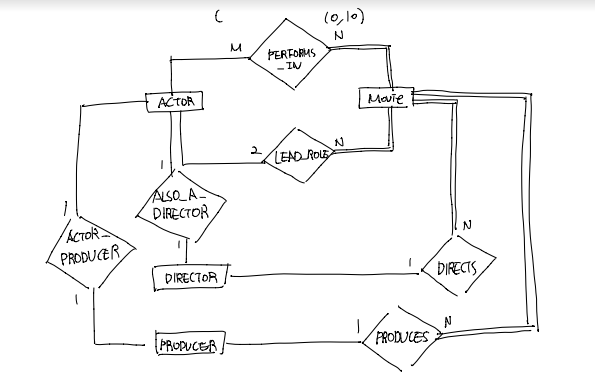 ( (0,10)
M N
PERFORMS
_IN
ACTOR Movie
2 N
LEAD_ROLE
1
ALSO_A_
DIRECTOR
1
1
ACTOR_
PRODUCER
1
N
DIRECTOR 1 DIRECTS
PRODUCER 1 PRODUCES N